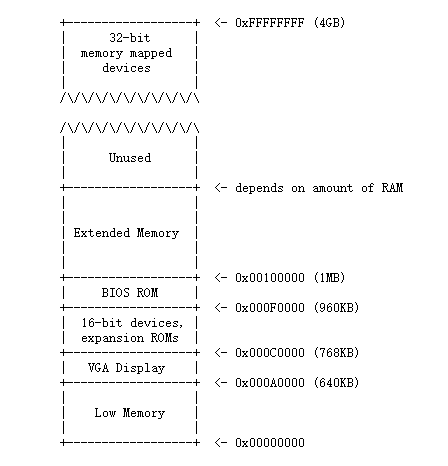 +------------------+  <- 0xFFFFFFFF (4GB)
|      32-bit      |
|  memory mapped   |
|     devices      |
|                  |
/\/\/\/\/\/\/\/\/\/\

/\/\/\/\/\/\/\/\/\/\
|                  |
|      Unused      |
|                  |
+------------------+  <- depends on amount of RAM
|                  |
|                  |
| Extended Memory  |
|                  |
|                  |
+------------------+  <- 0x00100000 (1MB)
|     BIOS ROM     |
+------------------+  <- 0x000F0000 (960KB)
|  16-bit devices, |
|  expansion ROMs  |
+------------------+  <- 0x000C0000 (768KB)
|   VGA Display    |
+------------------+  <- 0x000A0000 (640KB)
|                  |
|    Low Memory    |
|                  |
+------------------+  <- 0x00000000